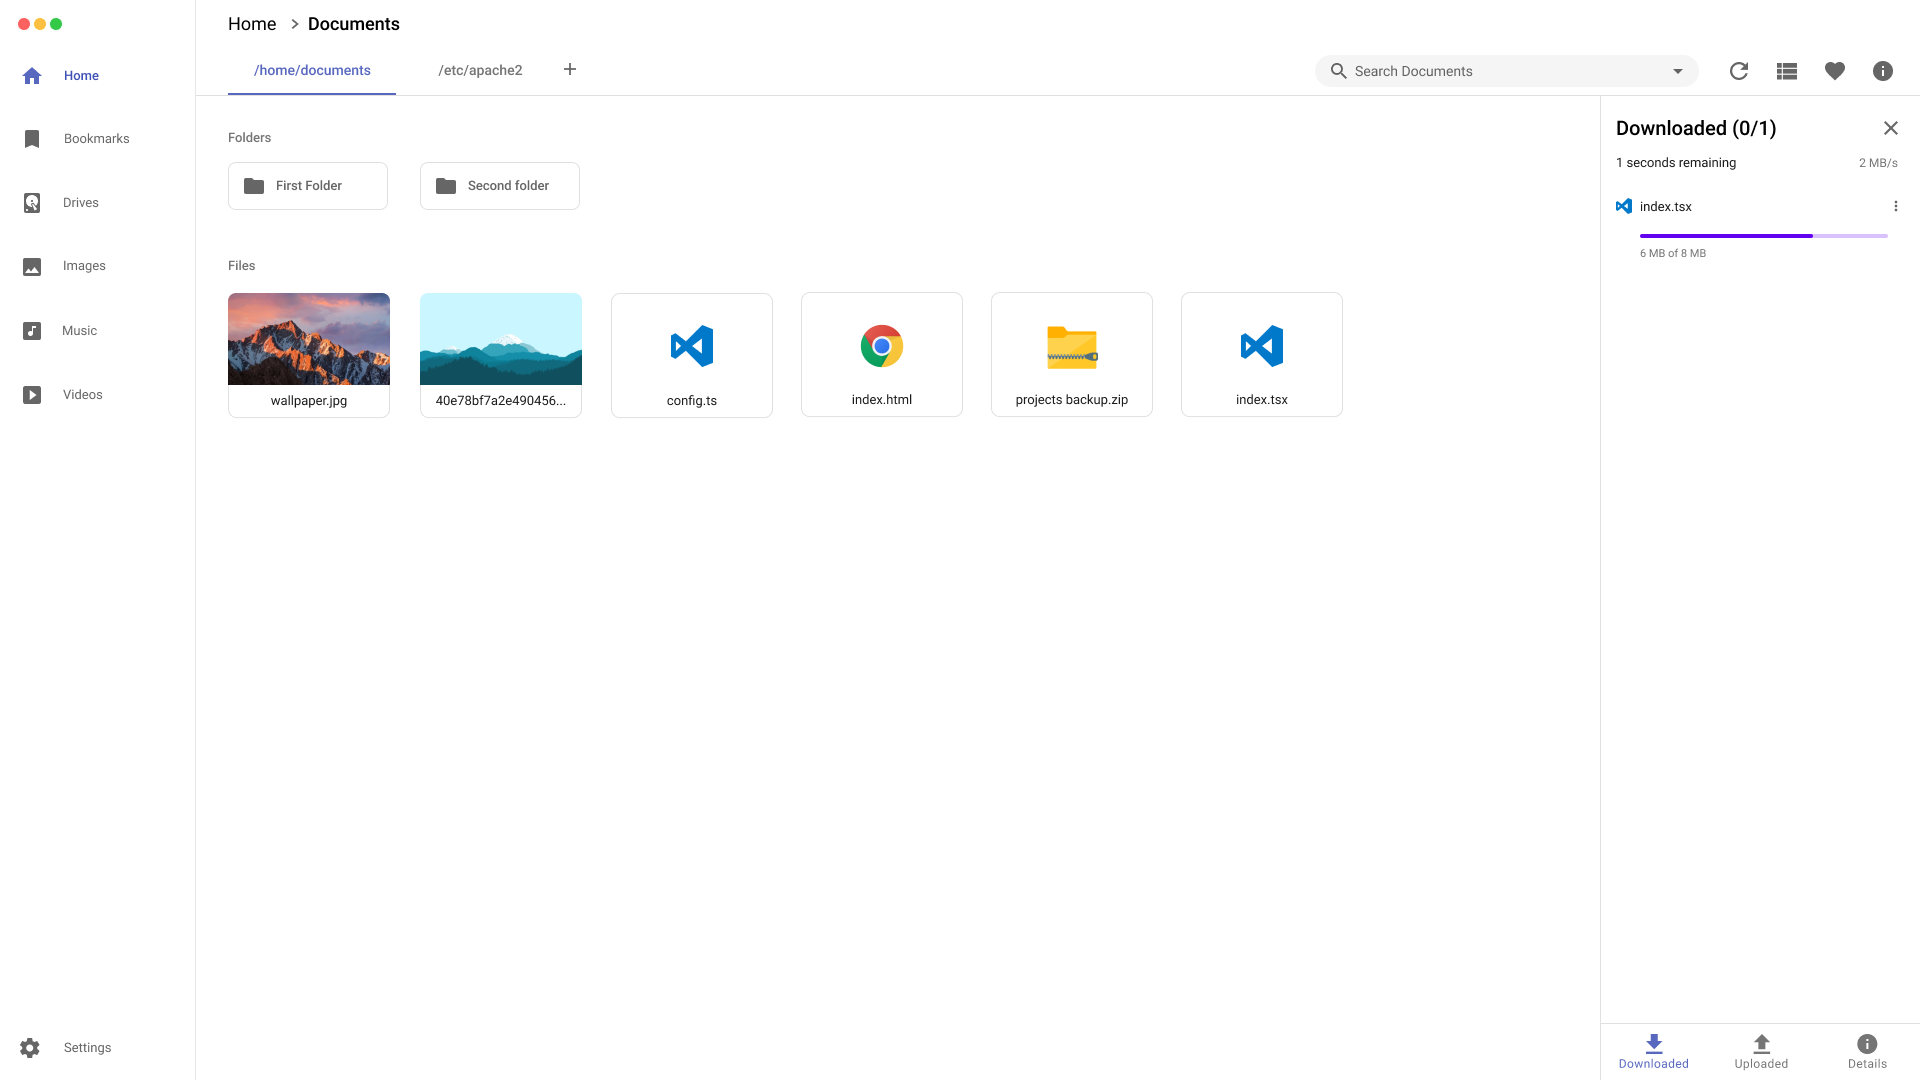 Home > Documents
/home/documents /etc/apache2 +
Search Documents
Home
Bookmarks
Drives
Images
Music
Videos
Settings
Folders
First Folder Second folder
Files
wallpaper.jpg 40e78bf7a2e490456... config.ts index.html projects backup.zip index.tsx
Downloaded (0/1)
1 seconds remaining 2 MB/s
index.tsx
6 MB of 8 MB
Downloaded Uploaded Details